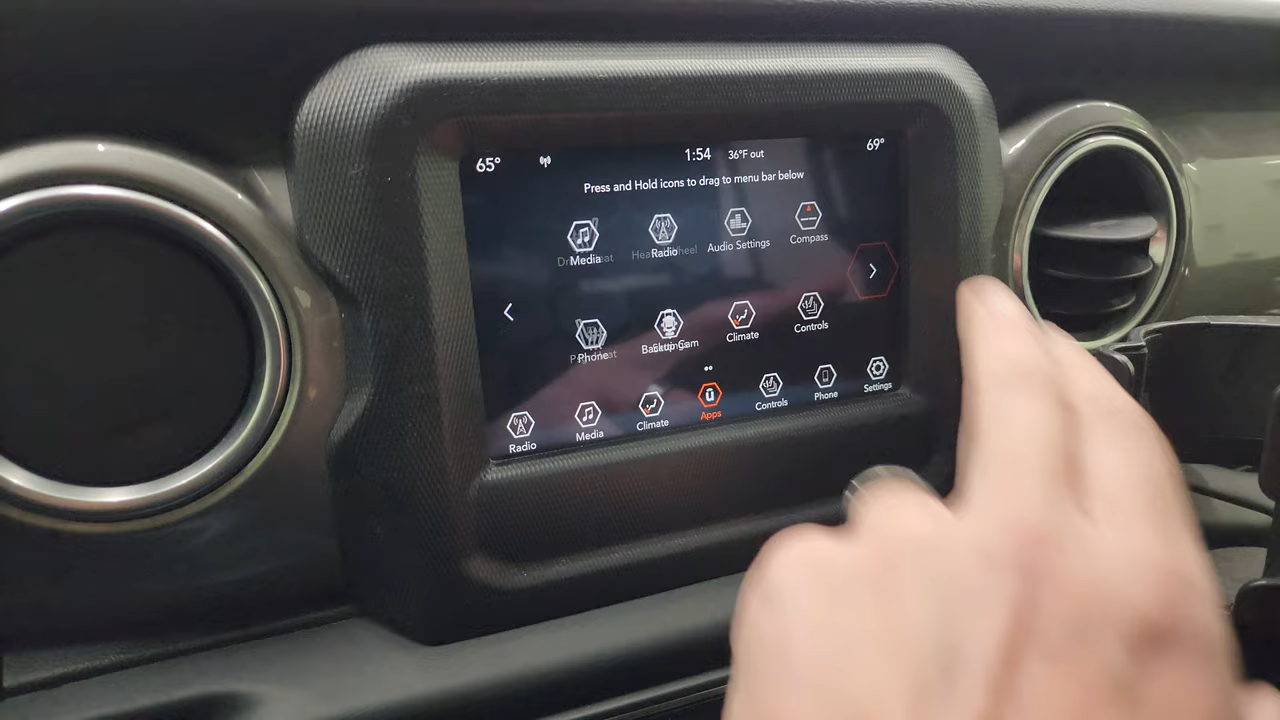 65° 1:54 36°F out 69°
Press and Hold icons to drag to menu bar below
Media Radio Audio Settings Compass
Phone Climate Controls
Radio Media Climate Apps Controls Phone Settings